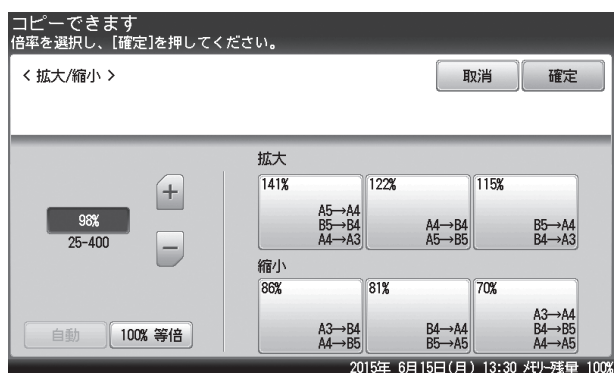 コピーできます
倍率を選択し、[確定]を押してください。
< 拡大/縮小 >
取消
確定
98%
25-400
+
−
自動
100% 等倍
拡大
141%
A5→A4
B5→B4
A4→A3
122%
A4→B4
A5→B5
115%
B5→A4
B4→A3
縮小
86%
A3→B4
A4→B5
81%
B4→A4
B5→A5
70%
A3→A4
B4→B5
A4→A5
2015年 6月15日(月) 13:30 メモリー残量 100%